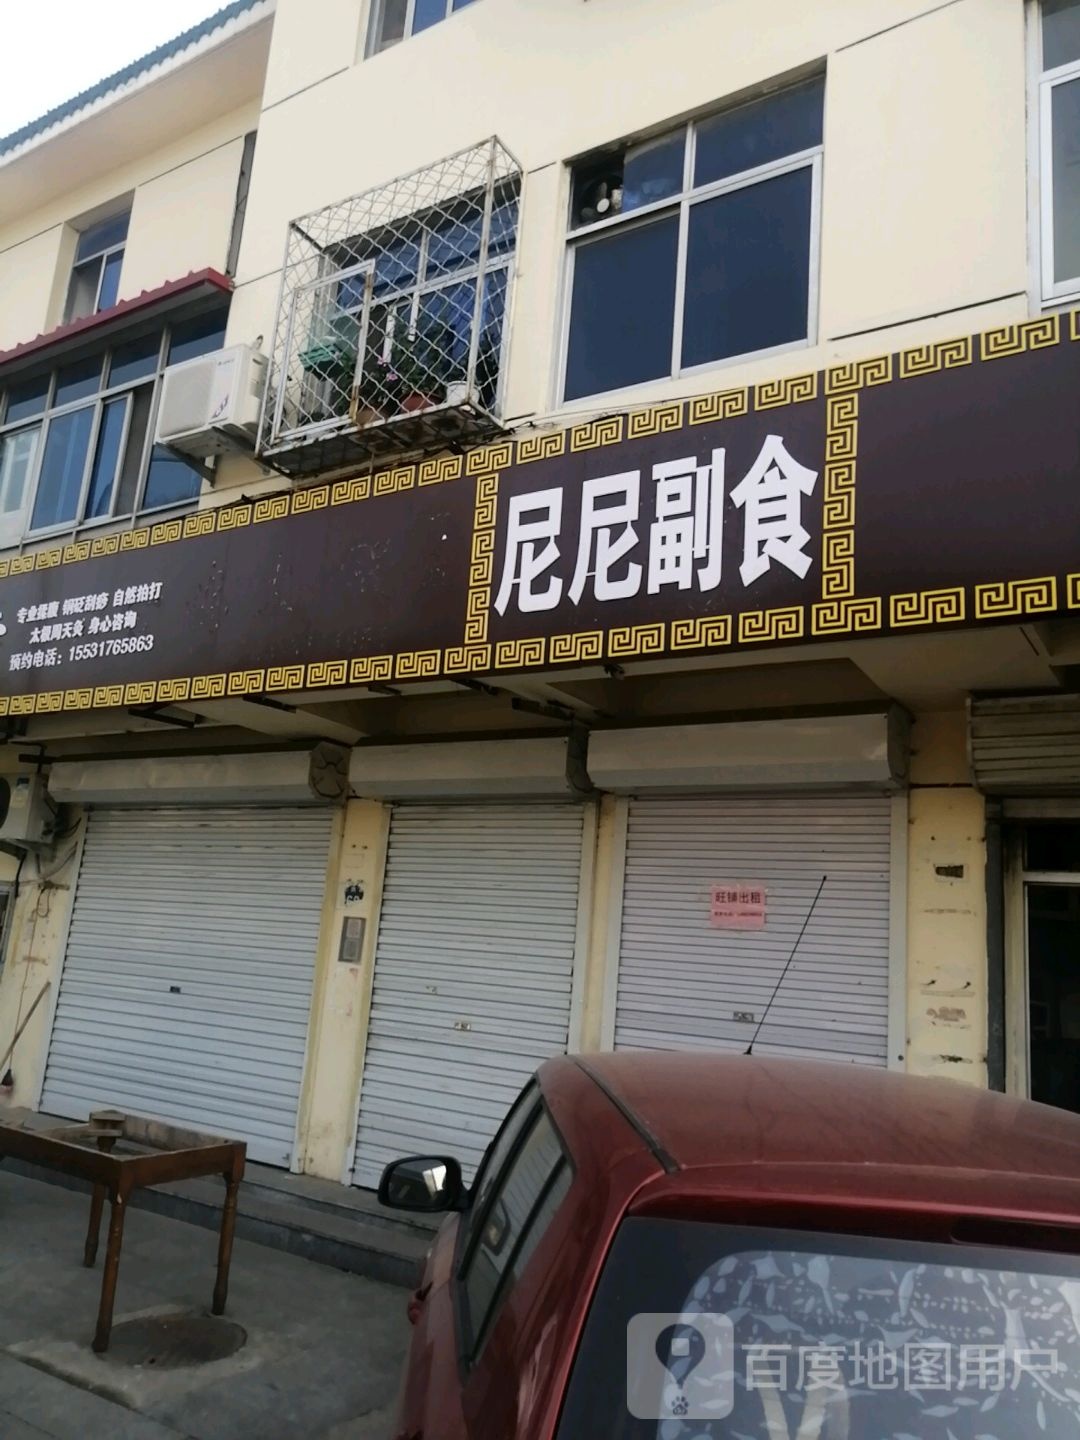 尼尼副食
专业揉腹 铜砭刮痧 自然拍打
太极周天灸 身心咨询
预约电话：15531765863
旺铺出租
百度地图用户